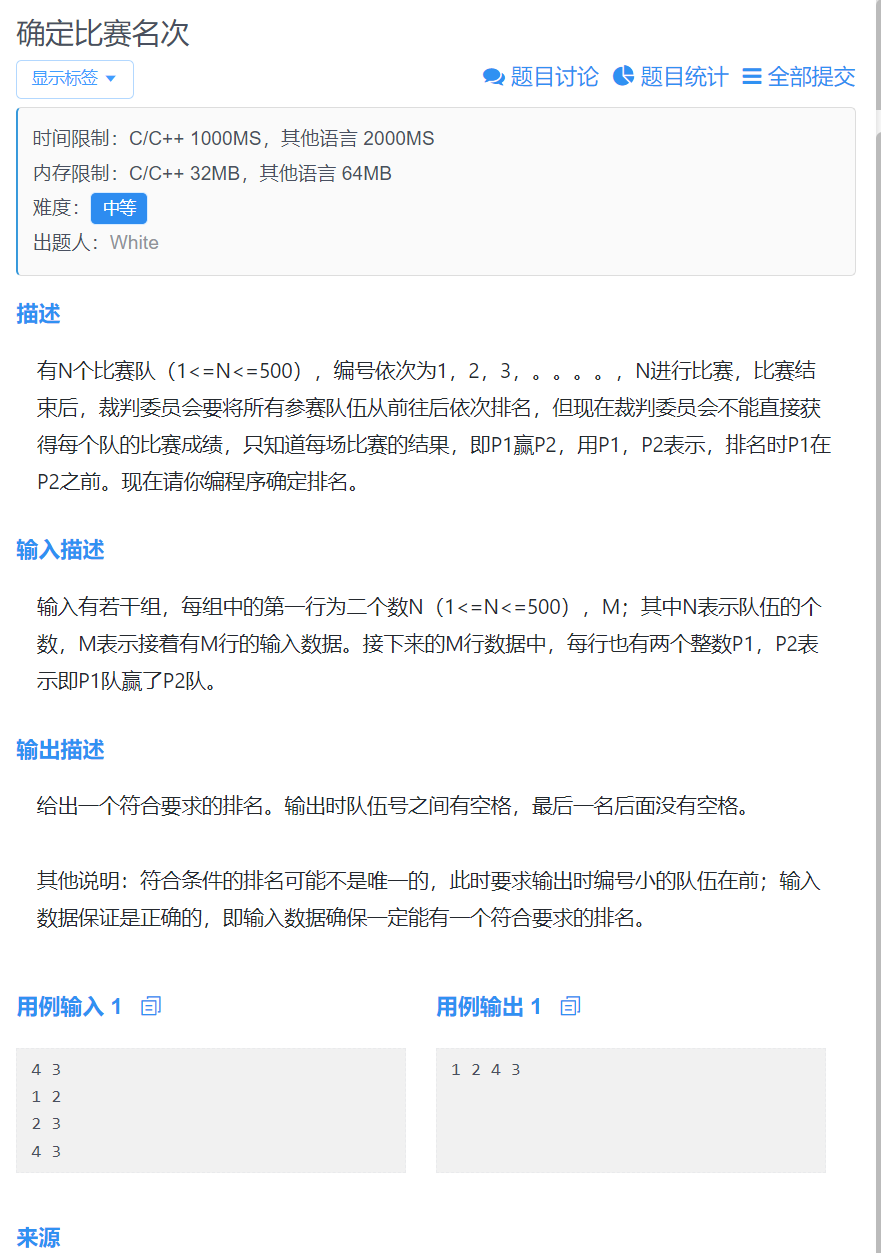 确定比赛名次
显示标签
题目讨论 题目统计 全部提交
时间限制：C/C++ 1000MS，其他语言 2000MS
内存限制：C/C++ 32MB，其他语言 64MB
难度： 中等
出题人： White
描述
有N个比赛队（1<=N<=500），编号依次为1，2，3，。。。。，N进行比赛，比赛结
束后，裁判委员会要将所有参赛队伍从前往后依次排名，但现在裁判委员会不能直接获
得每个队的比赛成绩，只知道每场比赛的结果，即P1赢P2，用P1，P2表示，排名时P1在
P2之前。现在请你编程序确定排名。
输入描述
输入有若干组，每组中的第一行为二个数N（1<=N<=500），M；其中N表示队伍的个
数，M表示接着有M行的输入数据。接下来的M行数据中，每行也有两个整数P1，P2表
示即P1队赢了P2队。
输出描述
给出一个符合要求的排名。输出时队伍号之间有空格，最后一名后面没有空格。
其他说明：符合条件的排名可能不是唯一的，此时要求输出时编号小的队伍在前；输入
数据保证是正确的，即输入数据确保一定能有一个符合要求的排名。
用例输入 1
4 3
1 2
2 3
4 3
用例输出 1
1 2 4 3
来源